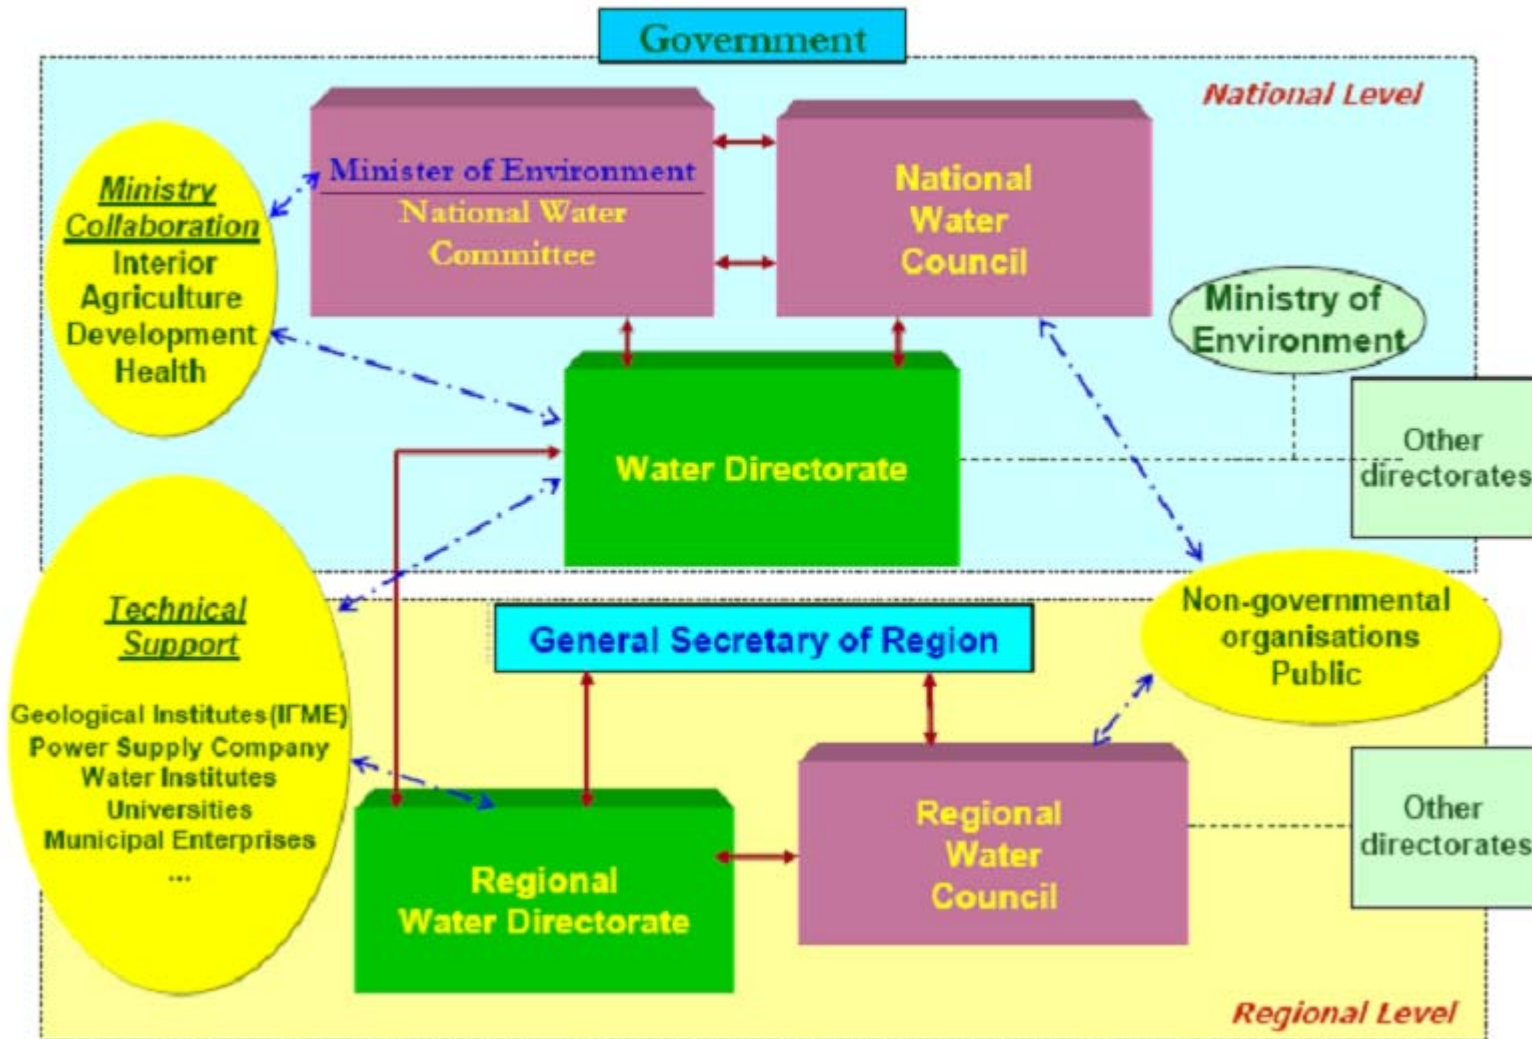 Government
National Level
Ministry
Collaboration
Interior
Agriculture
Development
Health
Minister of Environment
National Water
Committee
National
Water
Council
Ministry of
Environment
Water Directorate
Other
directorates
Technical
Support
Geological Institutes(ΙΓΜΕ)
Power Supply Company
Water Institutes
Universities
Municipal Enterprises
...
General Secretary of Region
Non-governmental
organisations
Public
Regional
Water Directorate
Regional
Water
Council
Other
directorates
Regional Level